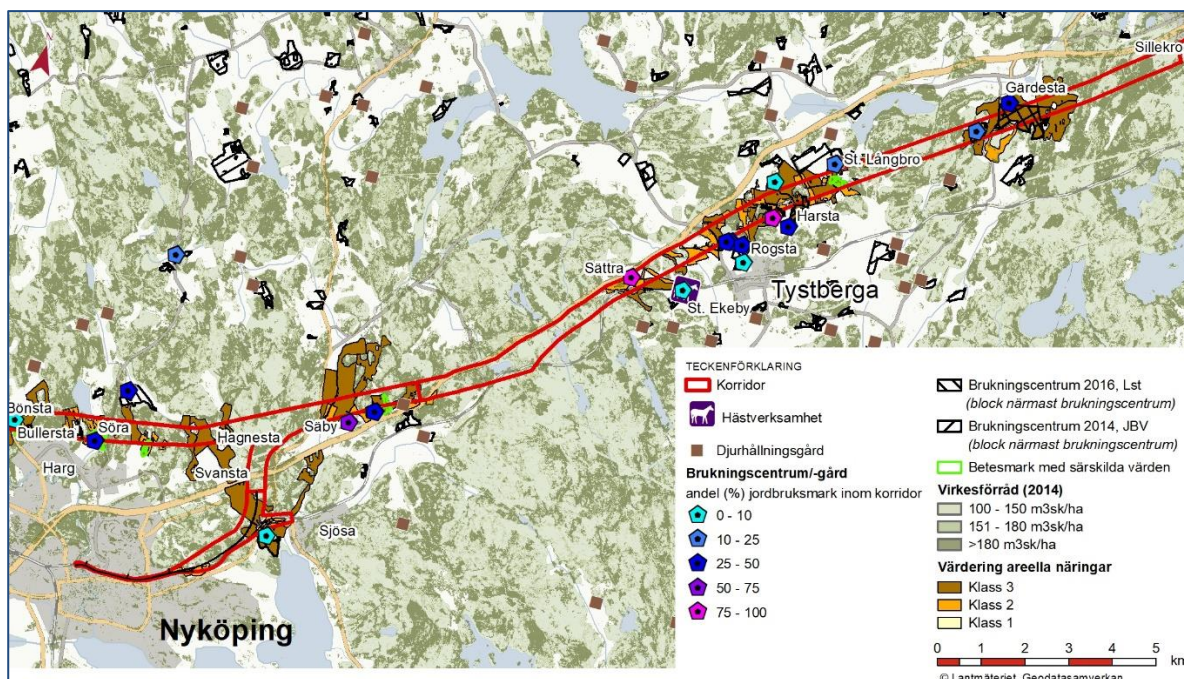 Sillekro
Gärdesta
St. Långbro
Harsta
Rogsta
Sättra
Tystberga
St. Ekeby
Bönsta
Söra
Bullersta
Hagnesta
Säby
Harg
Svansta
Sjösa
Nyköping
TECKENFÖRKLARING
Korridor
Hästverksamhet
Djurhållningsgård
Brukningscentrum/-gård
andel (%) jordbruksmark inom korridor
0 - 10
10 - 25
25 - 50
50 - 75
75 - 100
Brukningscentrum 2016, Lst
(block närmast brukningscentrum)
Brukningscentrum 2014, JBV
(block närmast brukningscentrum)
Betesmark med särskilda värden
Virkesförråd (2014)
100 - 150 m3sk/ha
151 - 180 m3sk/ha
>180 m3sk/ha
Värdering areella näringar
Klass 3
Klass 2
Klass 1
0 1 2 3 4 5
km
© Lantmäteriet, Geodatasamverkan